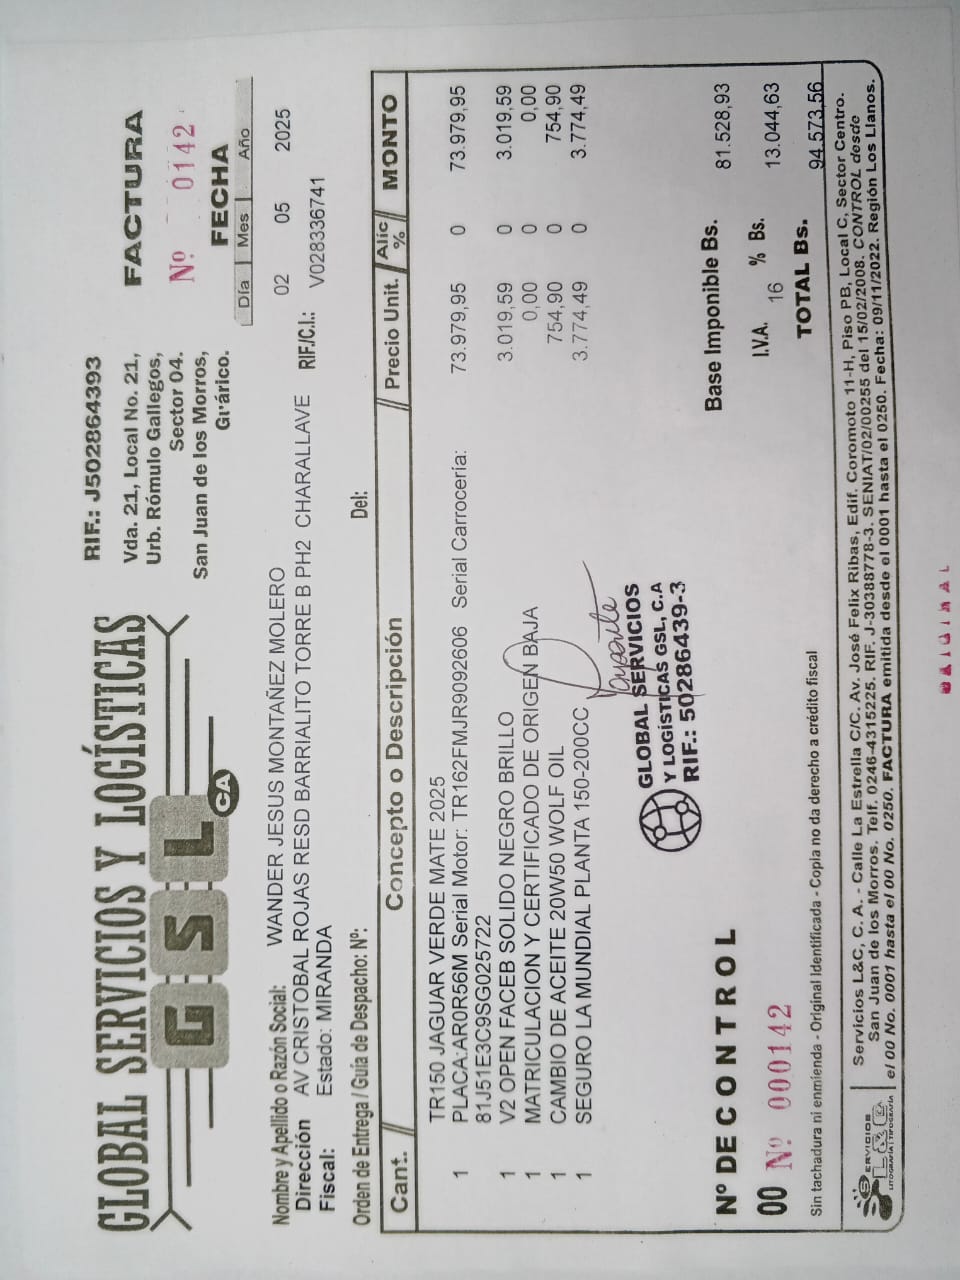 GLOBAL SERVICIOS Y LOGÍSTICAS
GSL CA
RIF.: J502864393
Vda. 21, Local No. 21,
Urb. Rómulo Gallegos,
Sector 04.
San Juan de los Morros,
Guárico.
FACTURA
Nº 0142
FECHA
Día Mes Año
02 05 2025
Nombre y Apellido o Razón Social: WANDER JESUS MONTAÑEZ MOLERO
Dirección Fiscal: AV CRISTOBAL ROJAS RESD BARRIALITO TORRE B PH2 CHARALLAVE RIF./C.I.: V028336741
Estado: MIRANDA
Orden de Entrega / Guía de Despacho: Nº: Del:
Cant. Concepto o Descripción Precio Unit. Alic % MONTO
TR150 JAGUAR VERDE MATE 2025
1 PLACA:AR0R56M Serial Motor: TR162FMJR9092606 Serial Carrocería: 73.979,95 0 73.979,95
81J51E3C9SG025722
1 V2 OPEN FACEB SOLIDO NEGRO BRILLO 3.019,59 0 3.019,59
1 MATRICULACION Y CERTIFICADO DE ORIGEN BAJA 0,00 0 0,00
1 CAMBIO DE ACEITE 20W50 WOLF OIL 754,90 0 754,90
1 SEGURO LA MUNDIAL PLANTA 150-200CC 3.774,49 0 3.774,49
GLOBAL SERVICIOS
Y LOGÍSTICAS GSL, C.A
RIF.: 50286439-3
Nº DE CONTROL
00 Nº 000142
Base Imponible Bs. 81.528,93
I.V.A. 16 % Bs. 13.044,63
TOTAL Bs. 94.573,56
Sin tachadura ni enmienda - Original Identificada - Copia no da derecho a crédito fiscal
SERVICIOS L&C
LITOGRAFÍA | TIPOGRAFÍA
Servicios L&C, C. A. - Calle La Estrella C/C. Av. José Felix Ribas, Edif. Coromoto 11-H, Piso PB, Local C, Sector Centro.
San Juan de los Morros. Telf. 0246-4315225. RIF. J-30388778-3. SENIAT/02/00255 del 15/02/2008. CONTROL desde
el 00 No. 0001 hasta el 00 No. 0250. FACTURA emitida desde el 0001 hasta el 0250. Fecha: 09/11/2022. Región Los Llanos.
ORIGINAL